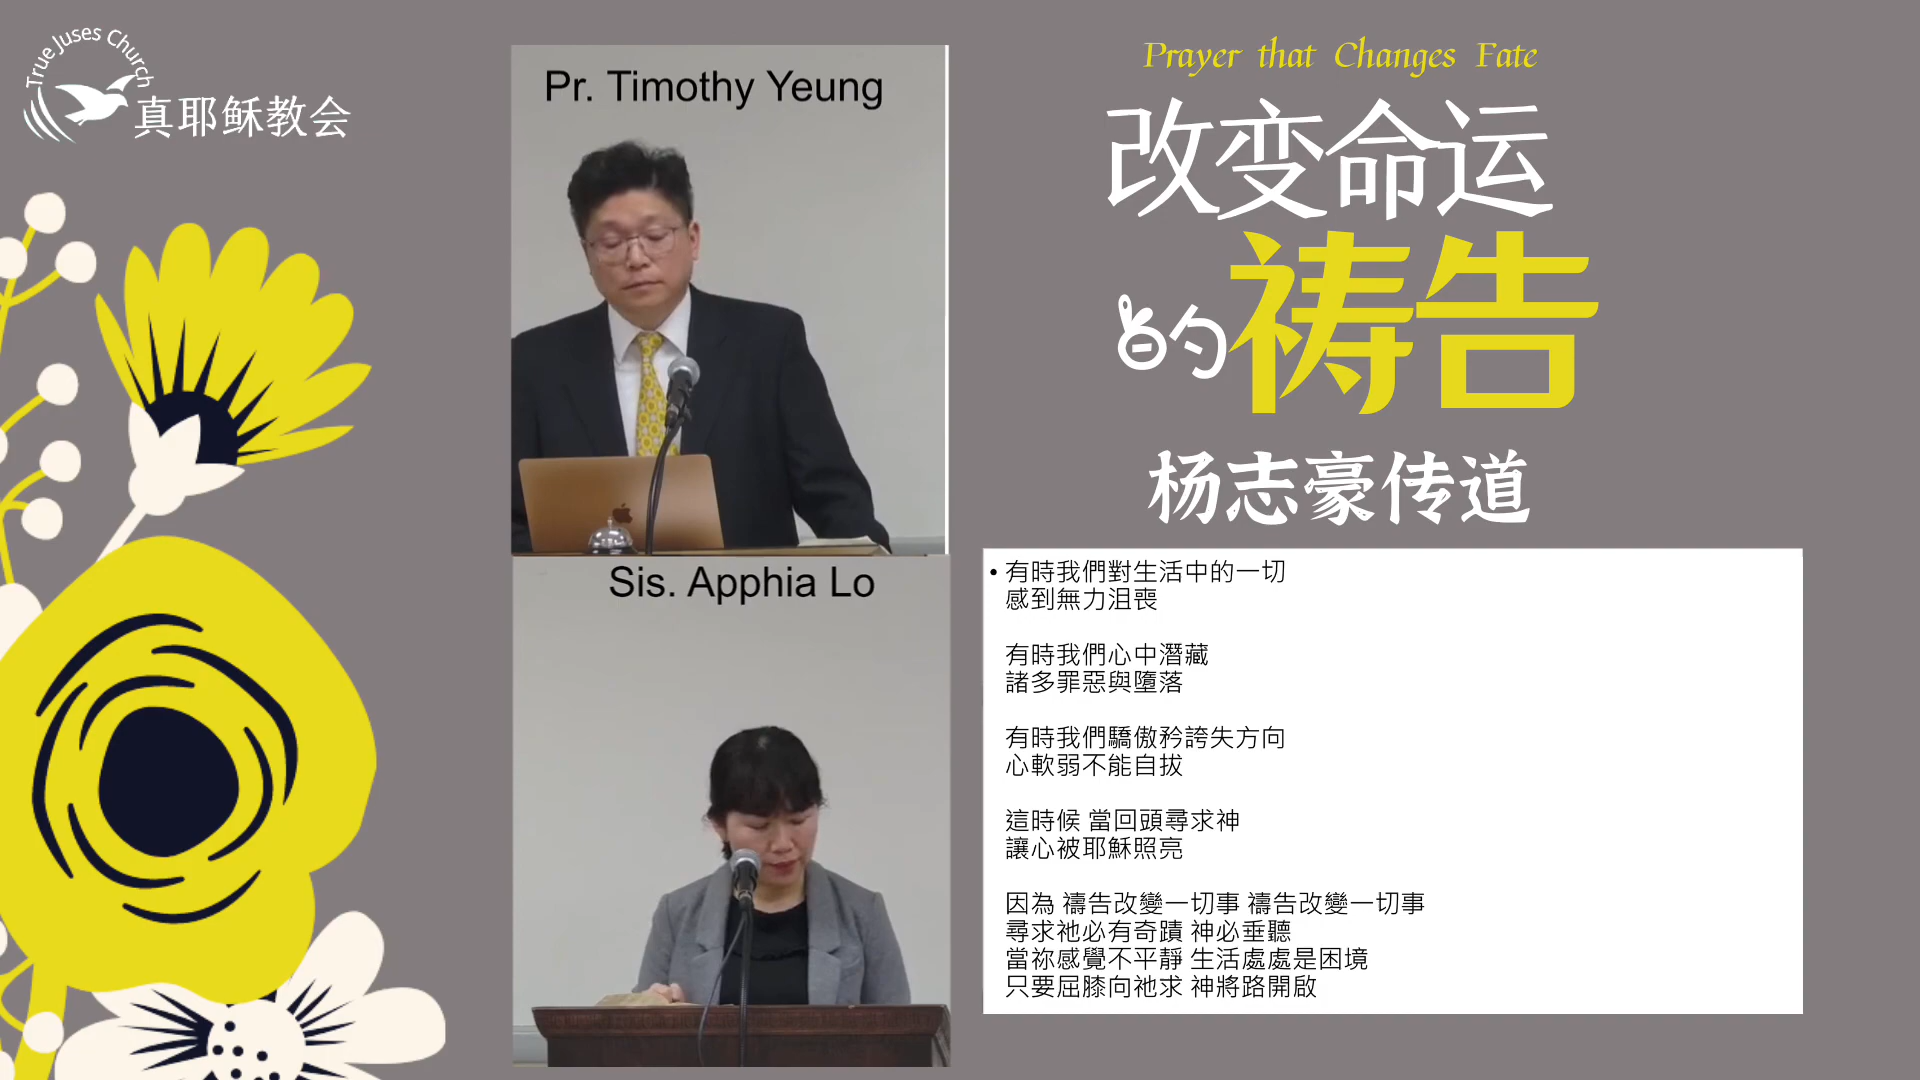 True Juses Church
真耶稣教会
Pr. Timothy Yeung
Sis. Apphia Lo
Prayer that Changes Fate
改变命运
的祷告
杨志豪传道
• 有時我們對生活中的一切
感到無力沮喪
有時我們心中潛藏
諸多罪惡與墮落
有時我們驕傲矜誇失方向
心軟弱不能自拔
這時候 當回頭尋求神
讓心被耶穌照亮
因為 禱告改變一切事 禱告改變一切事
尋求祂必有奇蹟 神必垂聽
當祢感覺不平靜 生活處處是困境
只要屈膝向祂求 神將路開啟